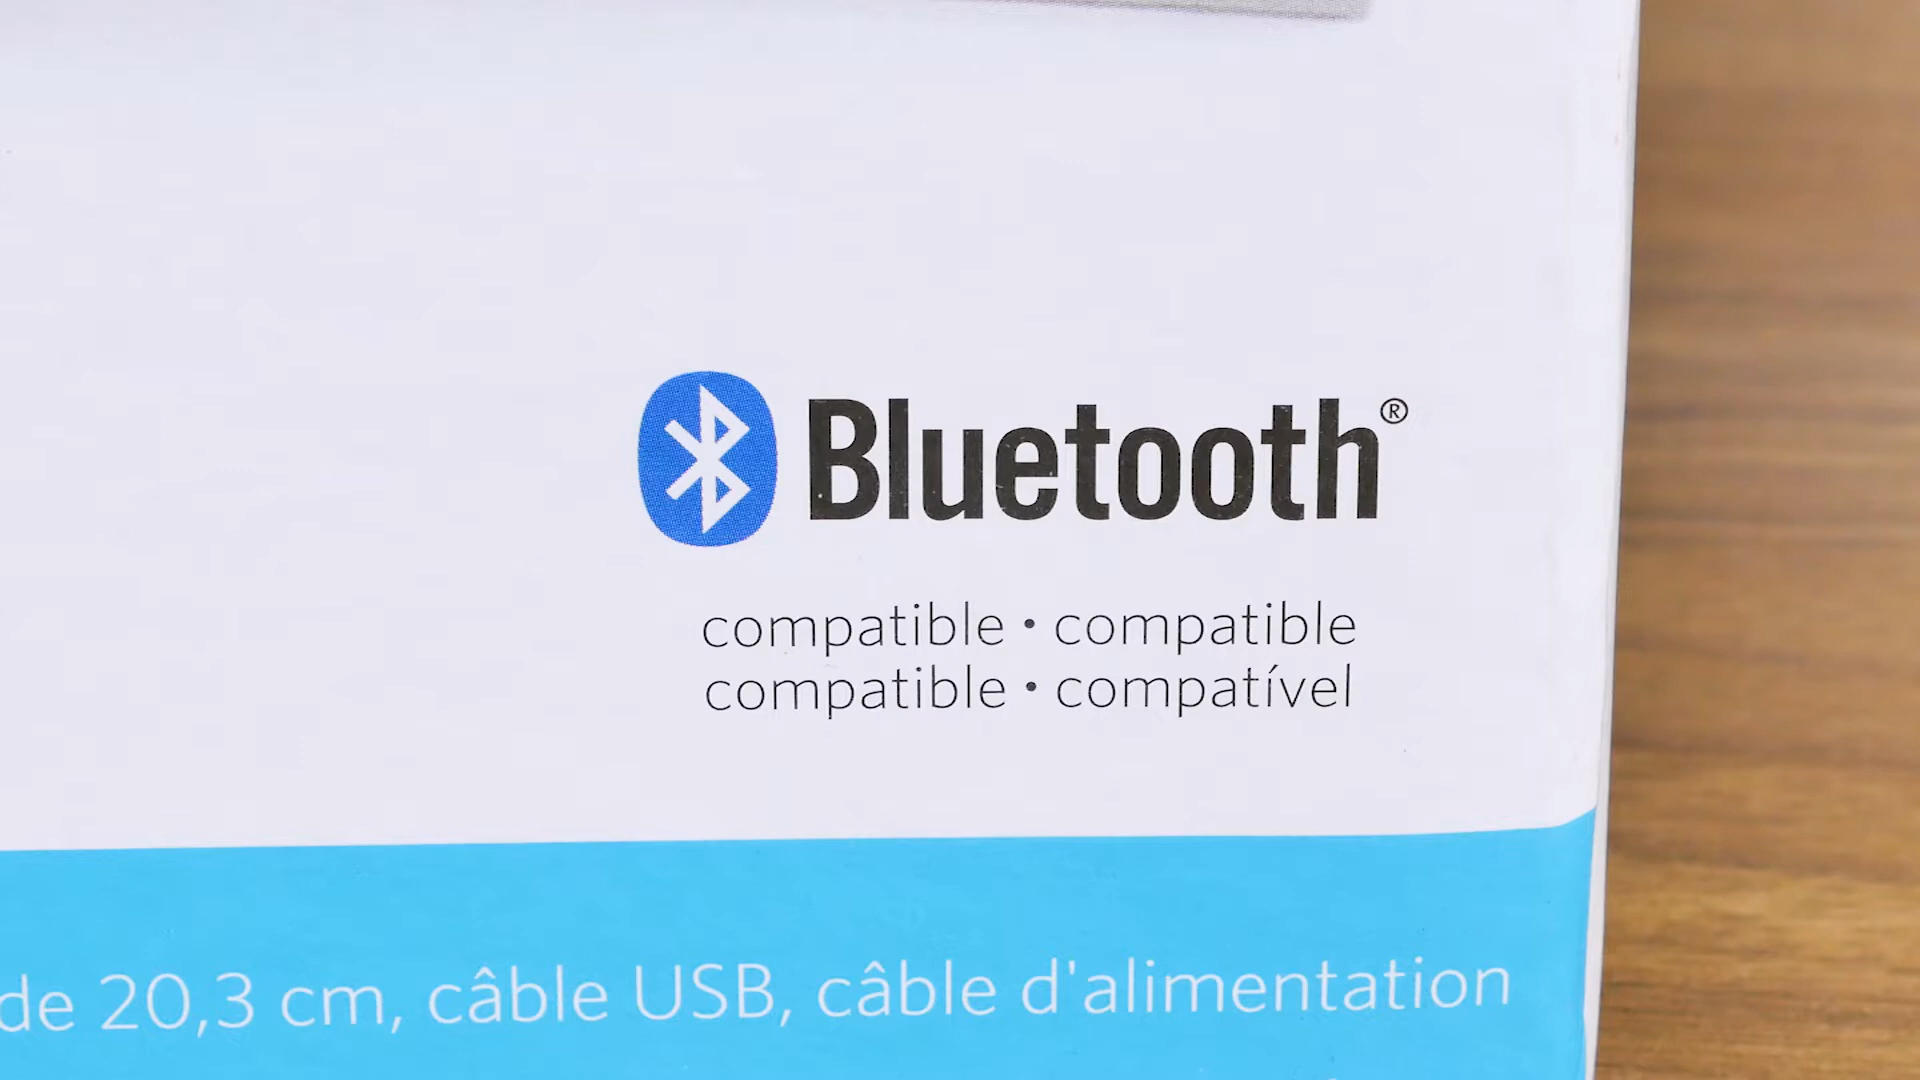 Bluetooth®
compatible • compatible
compatible • compatível
de 20,3 cm, câble USB, câble d'alimentation